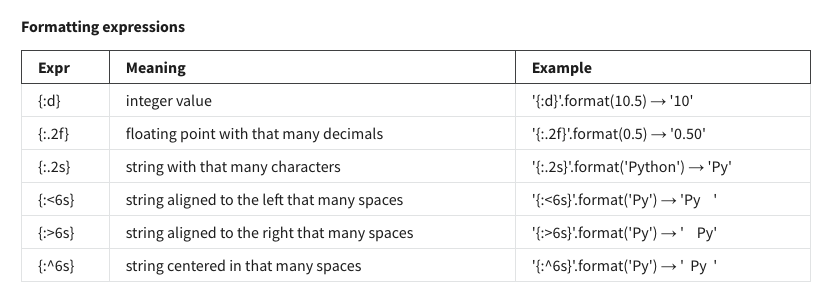 Formatting expressions
Expr Meaning Example
{:d} integer value '{:d}'.format(10.5) → '10'
{:.2f} floating point with that many decimals '{:.2f}'.format(0.5) → '0.50'
{:.2s} string with that many characters '{:.2s}'.format('Python') → 'Py'
{:<6s} string aligned to the left that many spaces '{:<6s}'.format('Py') → 'Py    '
{:>6s} string aligned to the right that many spaces '{:>6s}'.format('Py') → '    Py'
{:^6s} string centered in that many spaces '{:^6s}'.format('Py') → '  Py  '